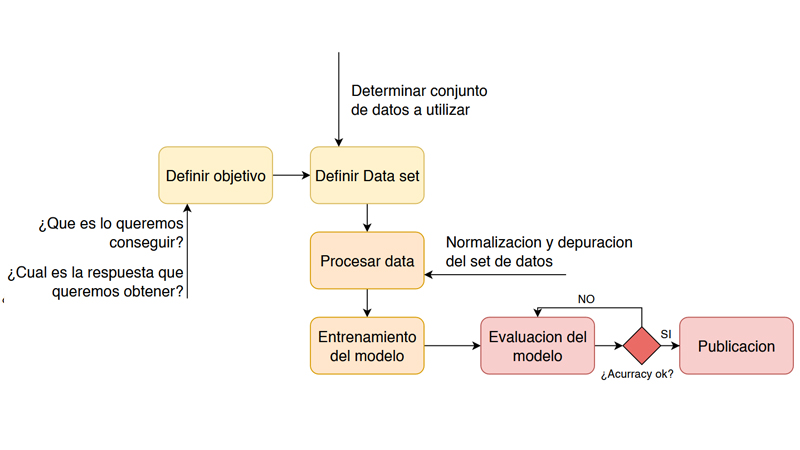 Determinar conjunto
de datos a utilizar
Definir objetivo
Definir Data set
¿Que es lo queremos
conseguir?
¿Cual es la respuesta que
queremos obtener?
Procesar data
Normalizacion y depuracion
del set de datos
Entrenamiento
del modelo
Evaluacion del
modelo
NO
SI
¿Acurracy ok?
Publicacion